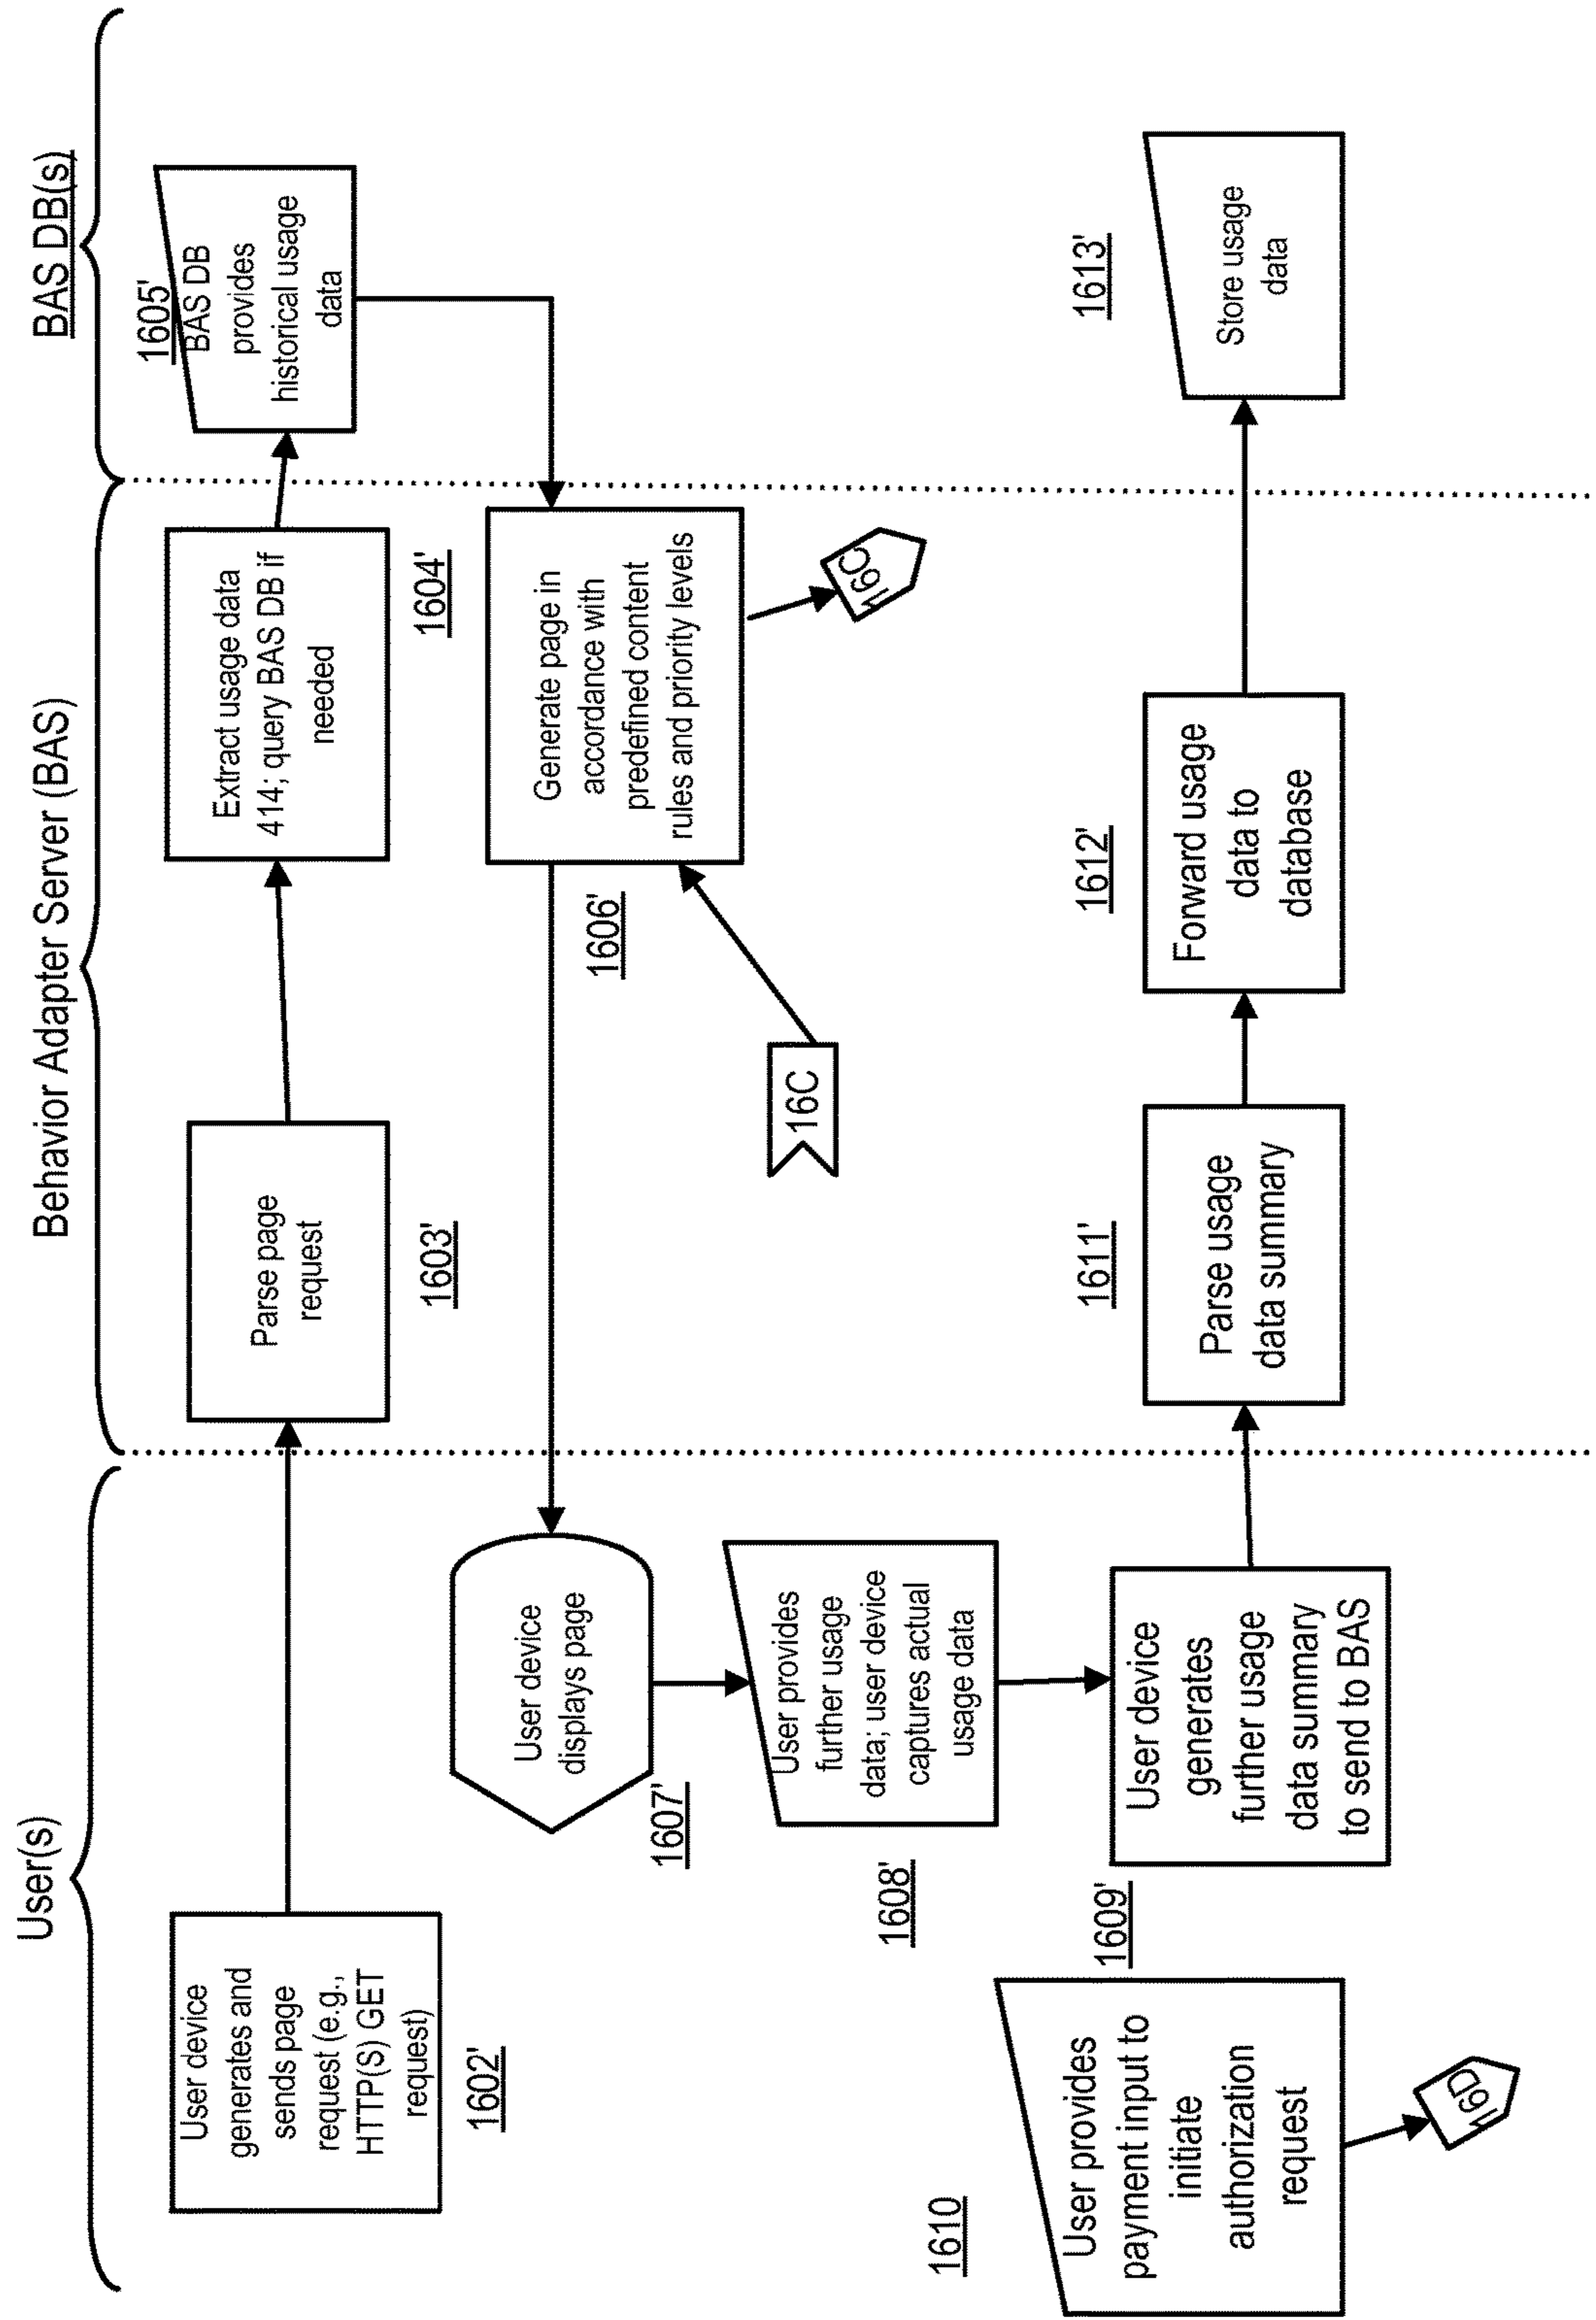 User(s)
Behavior Adapter Server (BAS)
BAS DB(s)
User device
generates and
sends page
request (e.g.,
HTTP(S) GET
request)
1602'
Parse page
request
1603'
Extract usage data
414; query BAS DB if
needed
1604'
1605'
BAS DB
provides
historical usage
data
Generate page in
accordance with
predefined content
rules and priority levels
1606'
16C
16C
User device
displays page
1607'
User provides
further usage
data; user device
captures actual
usage data
1608'
User device
generates
further usage
data summary
to send to BAS
1609'
1610
User provides
payment input to
initiate
authorization
request
16D
1611'
Parse usage
data summary
1612'
Forward usage
data to
database
1613'
Store usage
data